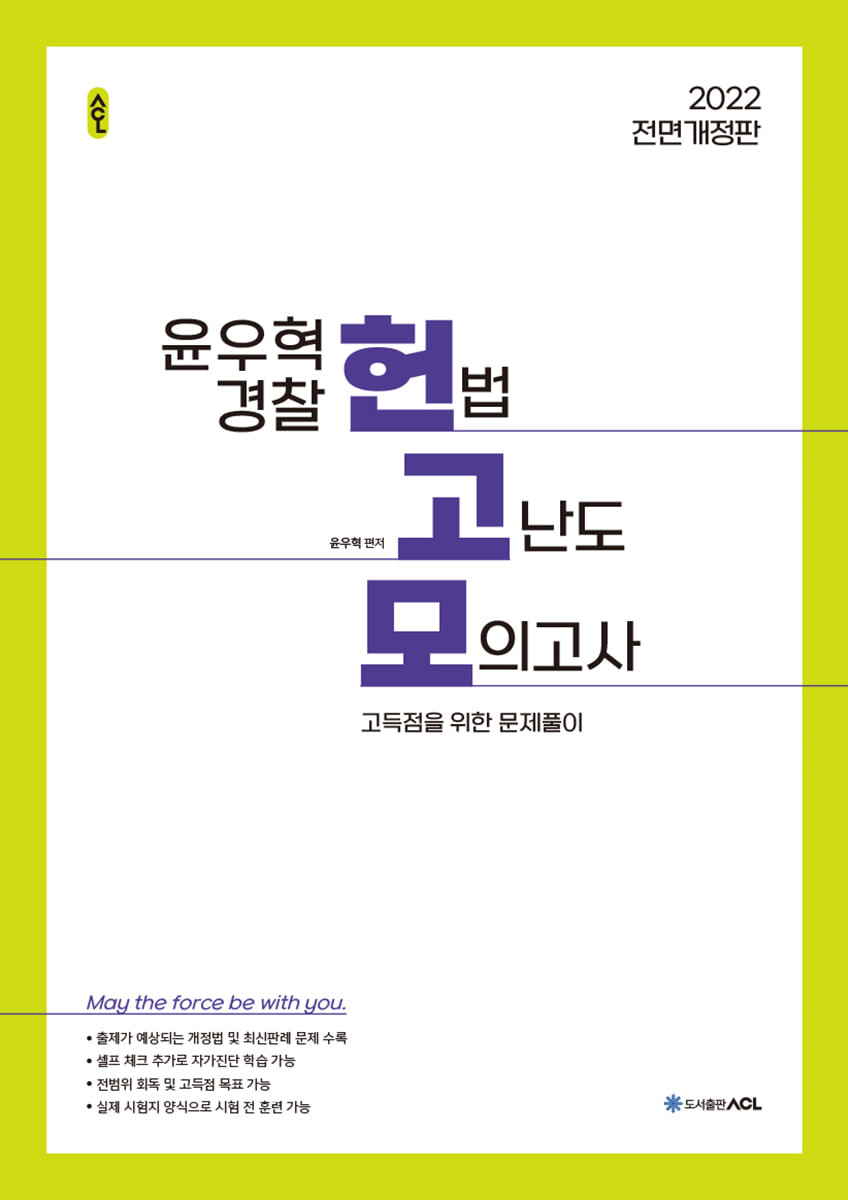 ACL
2022
전면개정판
윤우혁
경찰 헌법
윤우혁 편저
고난도
모의고사
고득점을 위한 문제풀이
May the force be with you.
• 출제가 예상되는 개정법 및 최신판례 문제 수록
• 셀프 체크 추가로 자가진단 학습 가능
• 전범위 회독 및 고득점 목표 가능
• 실제 시험지 양식으로 시험 전 훈련 가능
도서출판 ACL